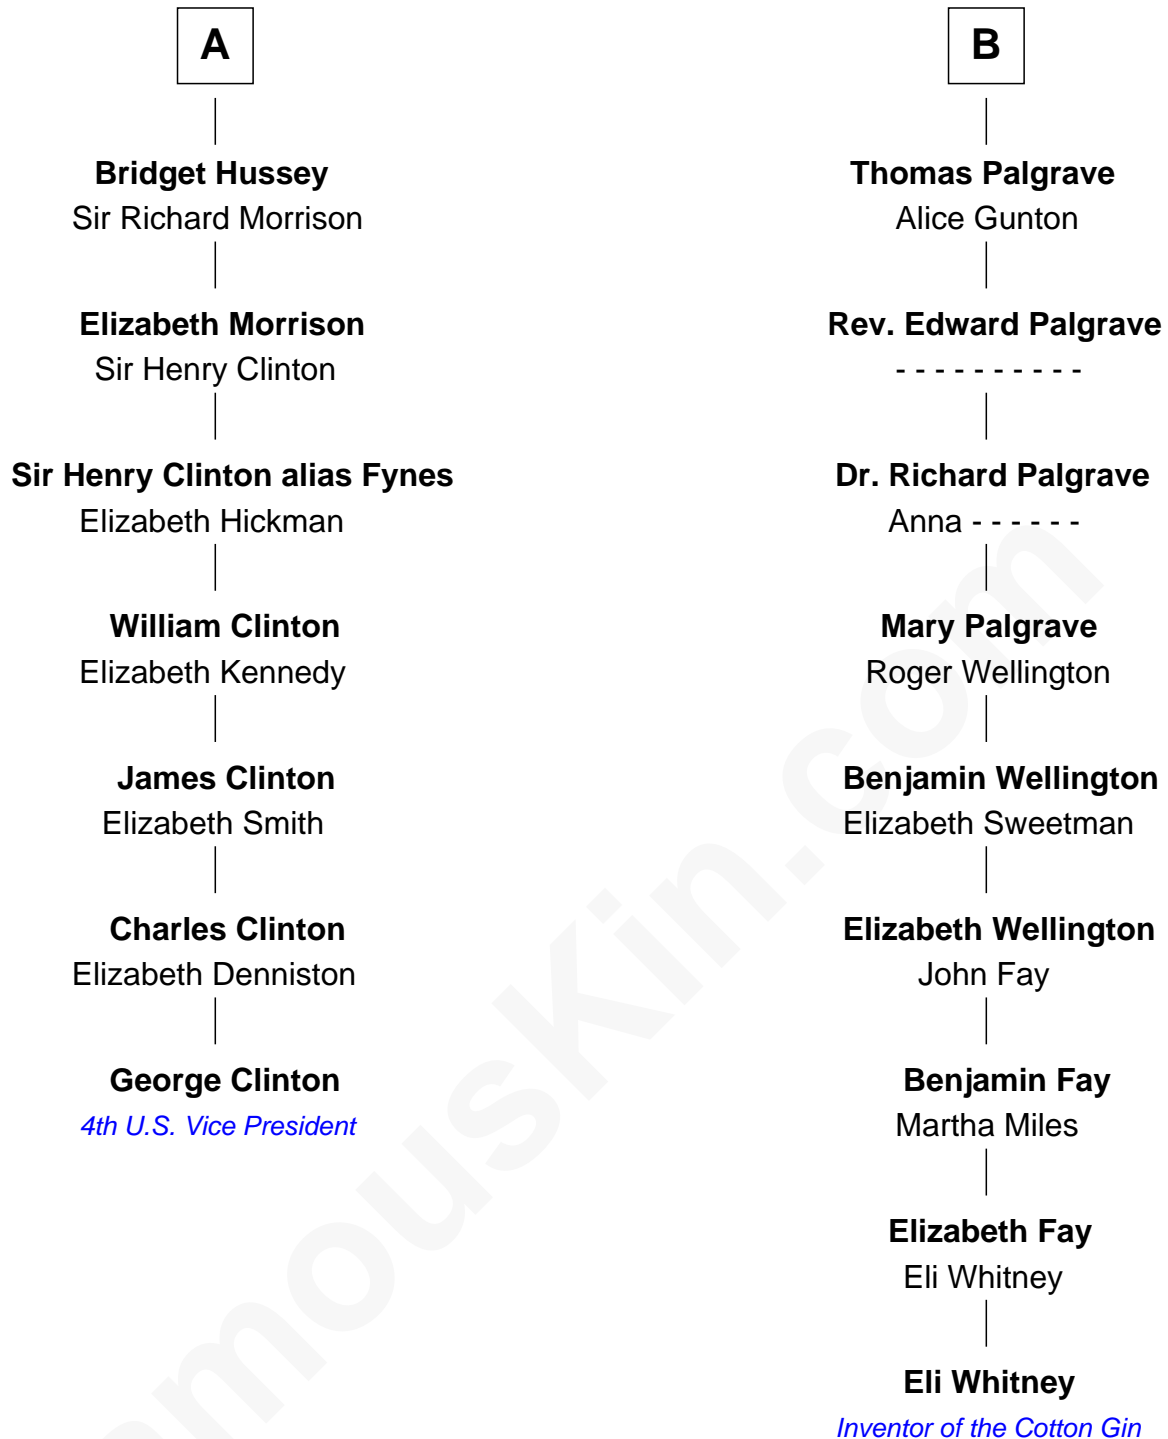 A
Bridget Hussey
Sir Richard Morrison
Elizabeth Morrison
Sir Henry Clinton
Sir Henry Clinton alias Fynes
Elizabeth Hickman
William Clinton
Elizabeth Kennedy
James Clinton
Elizabeth Smith
Charles Clinton
Elizabeth Denniston
George Clinton
4th U.S. Vice President
B
Thomas Palgrave
Alice Gunton
Rev. Edward Palgrave
- - - - - - - - - -
Dr. Richard Palgrave
Anna - - - - - -
Mary Palgrave
Roger Wellington
Benjamin Wellington
Elizabeth Sweetman
Elizabeth Wellington
John Fay
Benjamin Fay
Martha Miles
Elizabeth Fay
Eli Whitney
Eli Whitney
Inventor of the Cotton Gin
amousKin.com